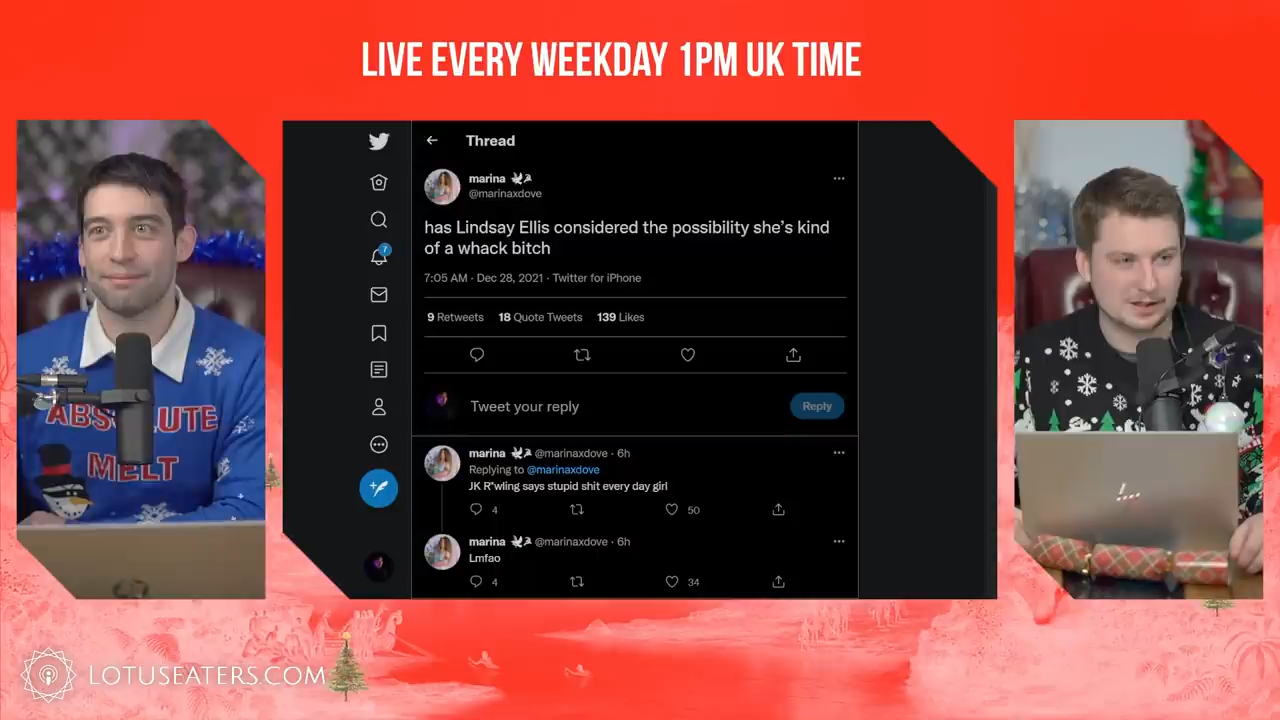 LIVE EVERY WEEKDAY 1PM UK TIME
Thread
marina
@marinaxdove
has Lindsay Ellis considered the possibility she's kind
of a whack bitch
7:05 AM · Dec 28, 2021 · Twitter for iPhone
9 Retweets 18 Quote Tweets 139 Likes
7
Tweet your reply
Reply
marina @marinaxdove · 6h
Replying to @marinaxdove
JK R*wling says stupid shit every day girl
4 50
marina @marinaxdove · 6h
Lmfao
4 34
ABSOLUTE
MELT
LOTUSEATERS.COM